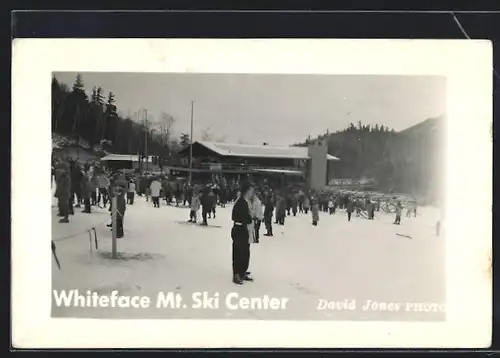 Whiteface Mt. Ski Center
David Jones PHOTO